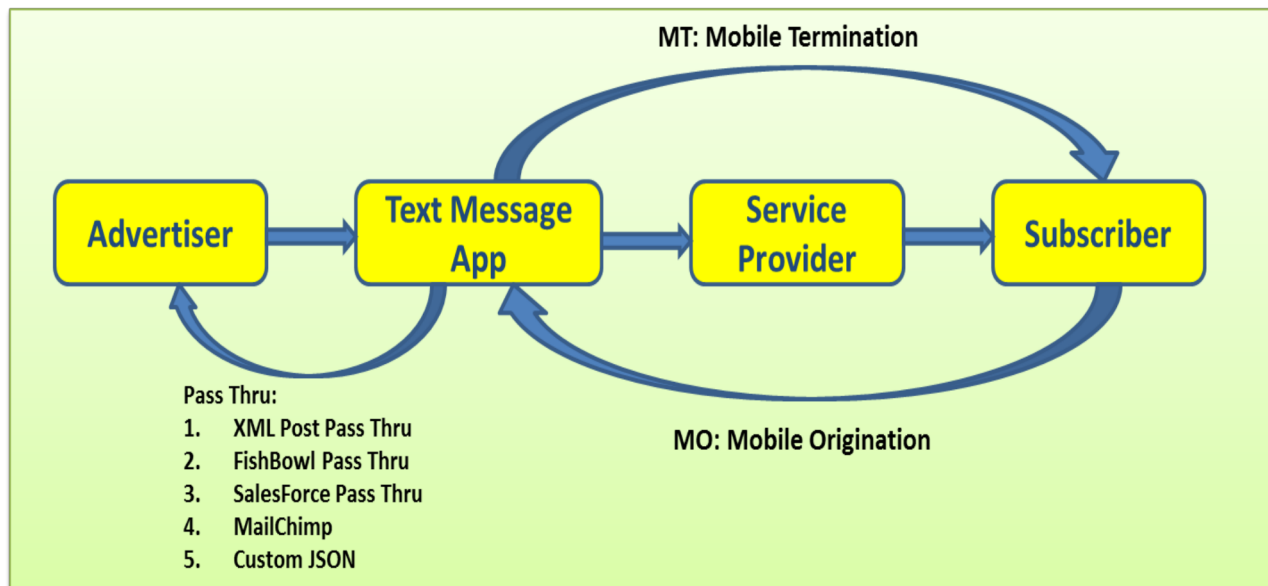 MT: Mobile Termination
Advertiser
Text Message
App
Service
Provider
Subscriber
Pass Thru:
1. XML Post Pass Thru
2. FishBowl Pass Thru
3. SalesForce Pass Thru
4. MailChimp
5. Custom JSON
MO: Mobile Origination